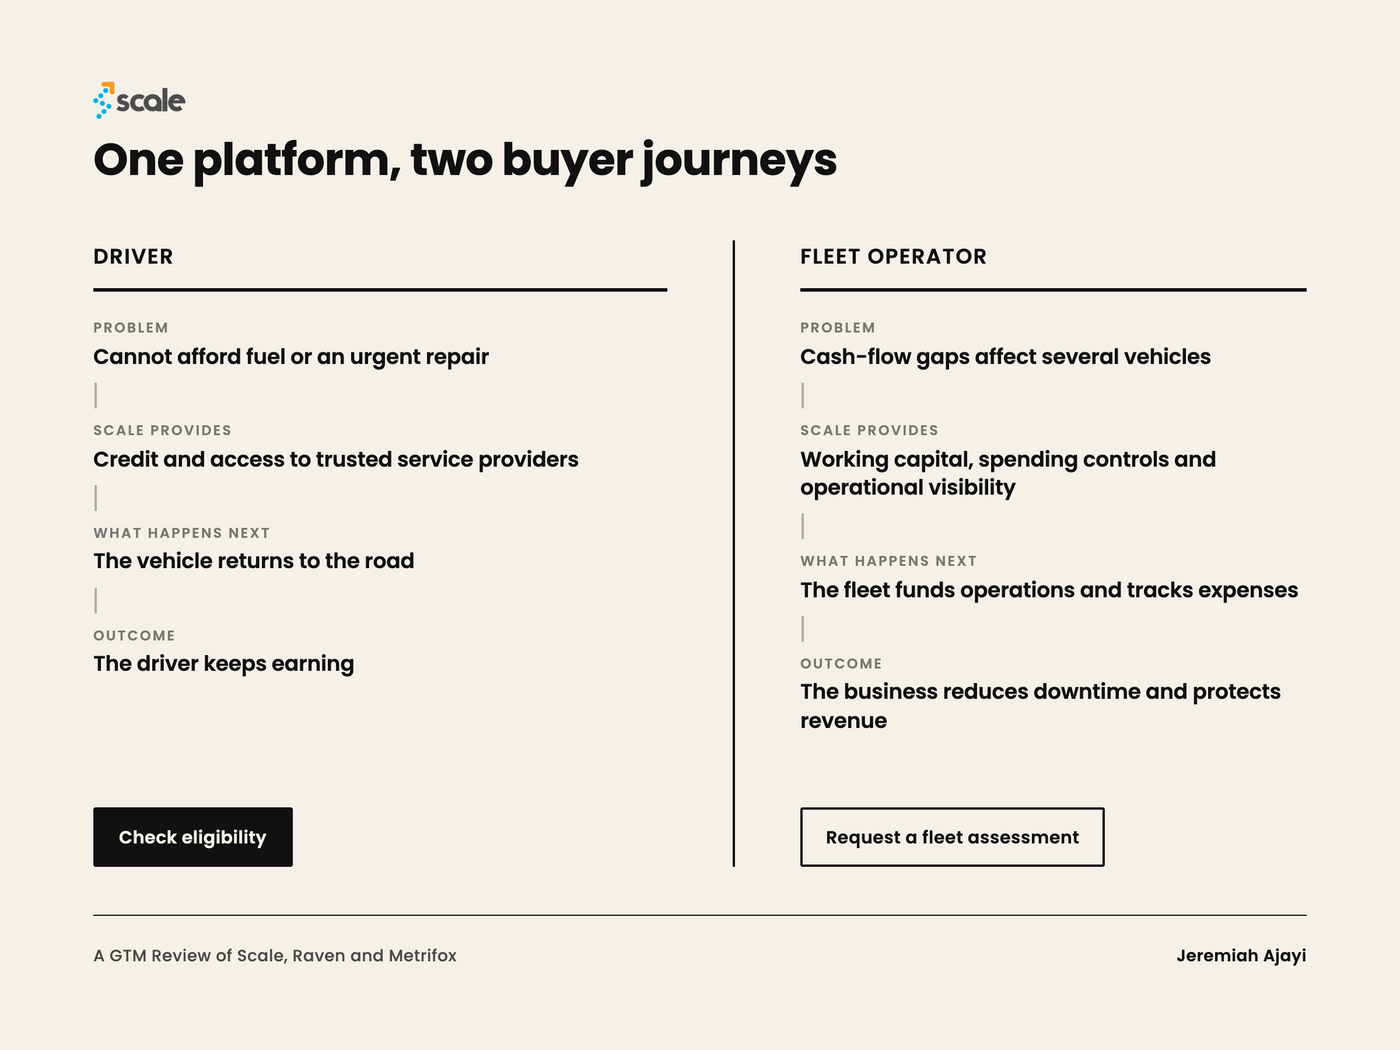 scale
One platform, two buyer journeys
DRIVER
PROBLEM
Cannot afford fuel or an urgent repair
SCALE PROVIDES
Credit and access to trusted service providers
WHAT HAPPENS NEXT
The vehicle returns to the road
OUTCOME
The driver keeps earning
Check eligibility
FLEET OPERATOR
PROBLEM
Cash-flow gaps affect several vehicles
SCALE PROVIDES
Working capital, spending controls and
operational visibility
WHAT HAPPENS NEXT
The fleet funds operations and tracks expenses
OUTCOME
The business reduces downtime and protects
revenue
Request a fleet assessment
A GTM Review of Scale, Raven and Metrifox
Jeremiah Ajayi